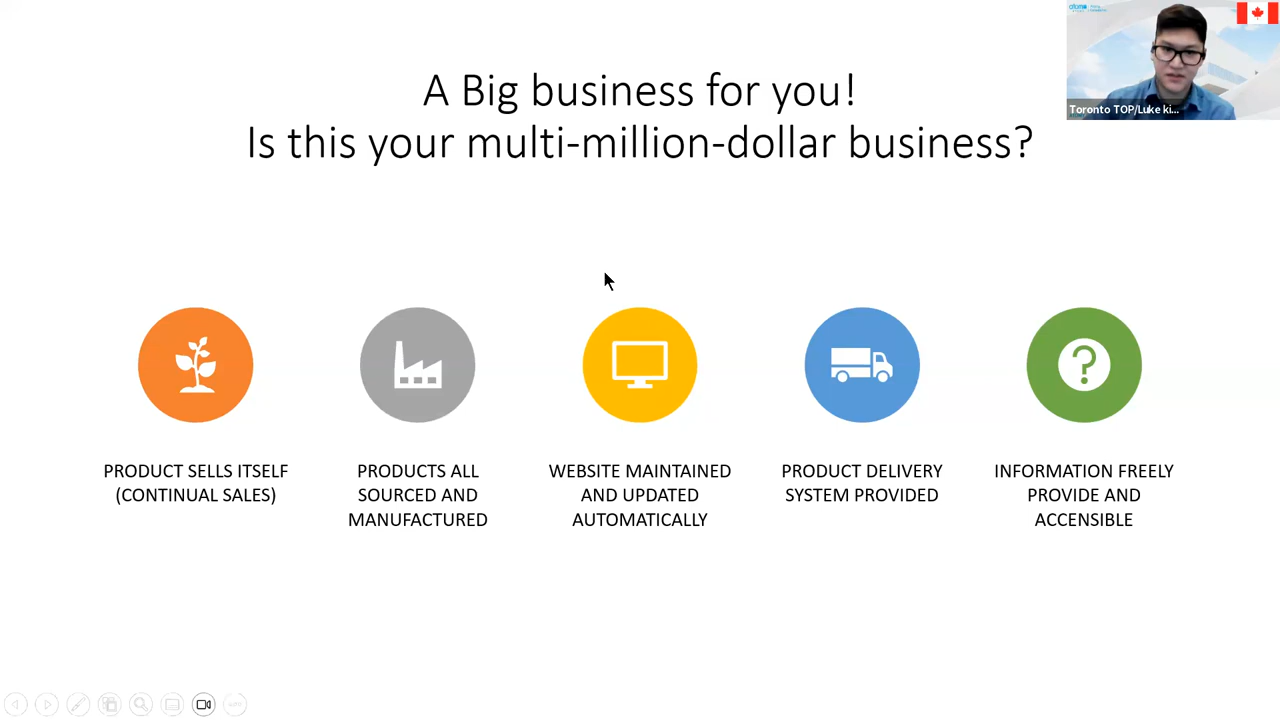 A Big business for you!
Is this your multi-million-dollar business?
Toronto TOP/Luke ki...
PRODUCT SELLS ITSELF
(CONTINUAL SALES)
PRODUCTS ALL
SOURCED AND
MANUFACTURED
WEBSITE MAINTAINED
AND UPDATED
AUTOMATICALLY
PRODUCT DELIVERY
SYSTEM PROVIDED
INFORMATION FREELY
PROVIDE AND
ACCENSIBLE